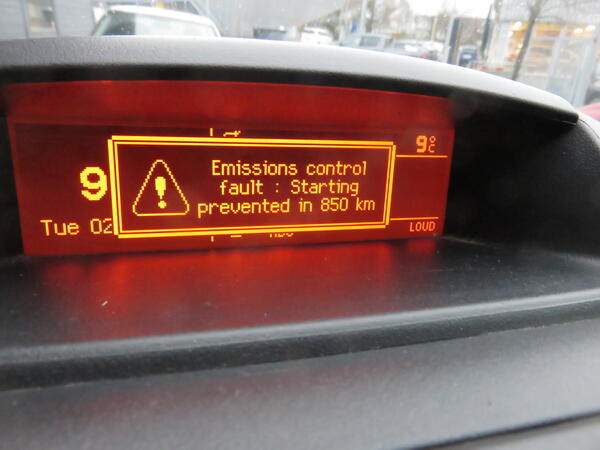 9°C
9
Emissions control
fault : Starting
prevented in 850 km
Tue 02
LOUD